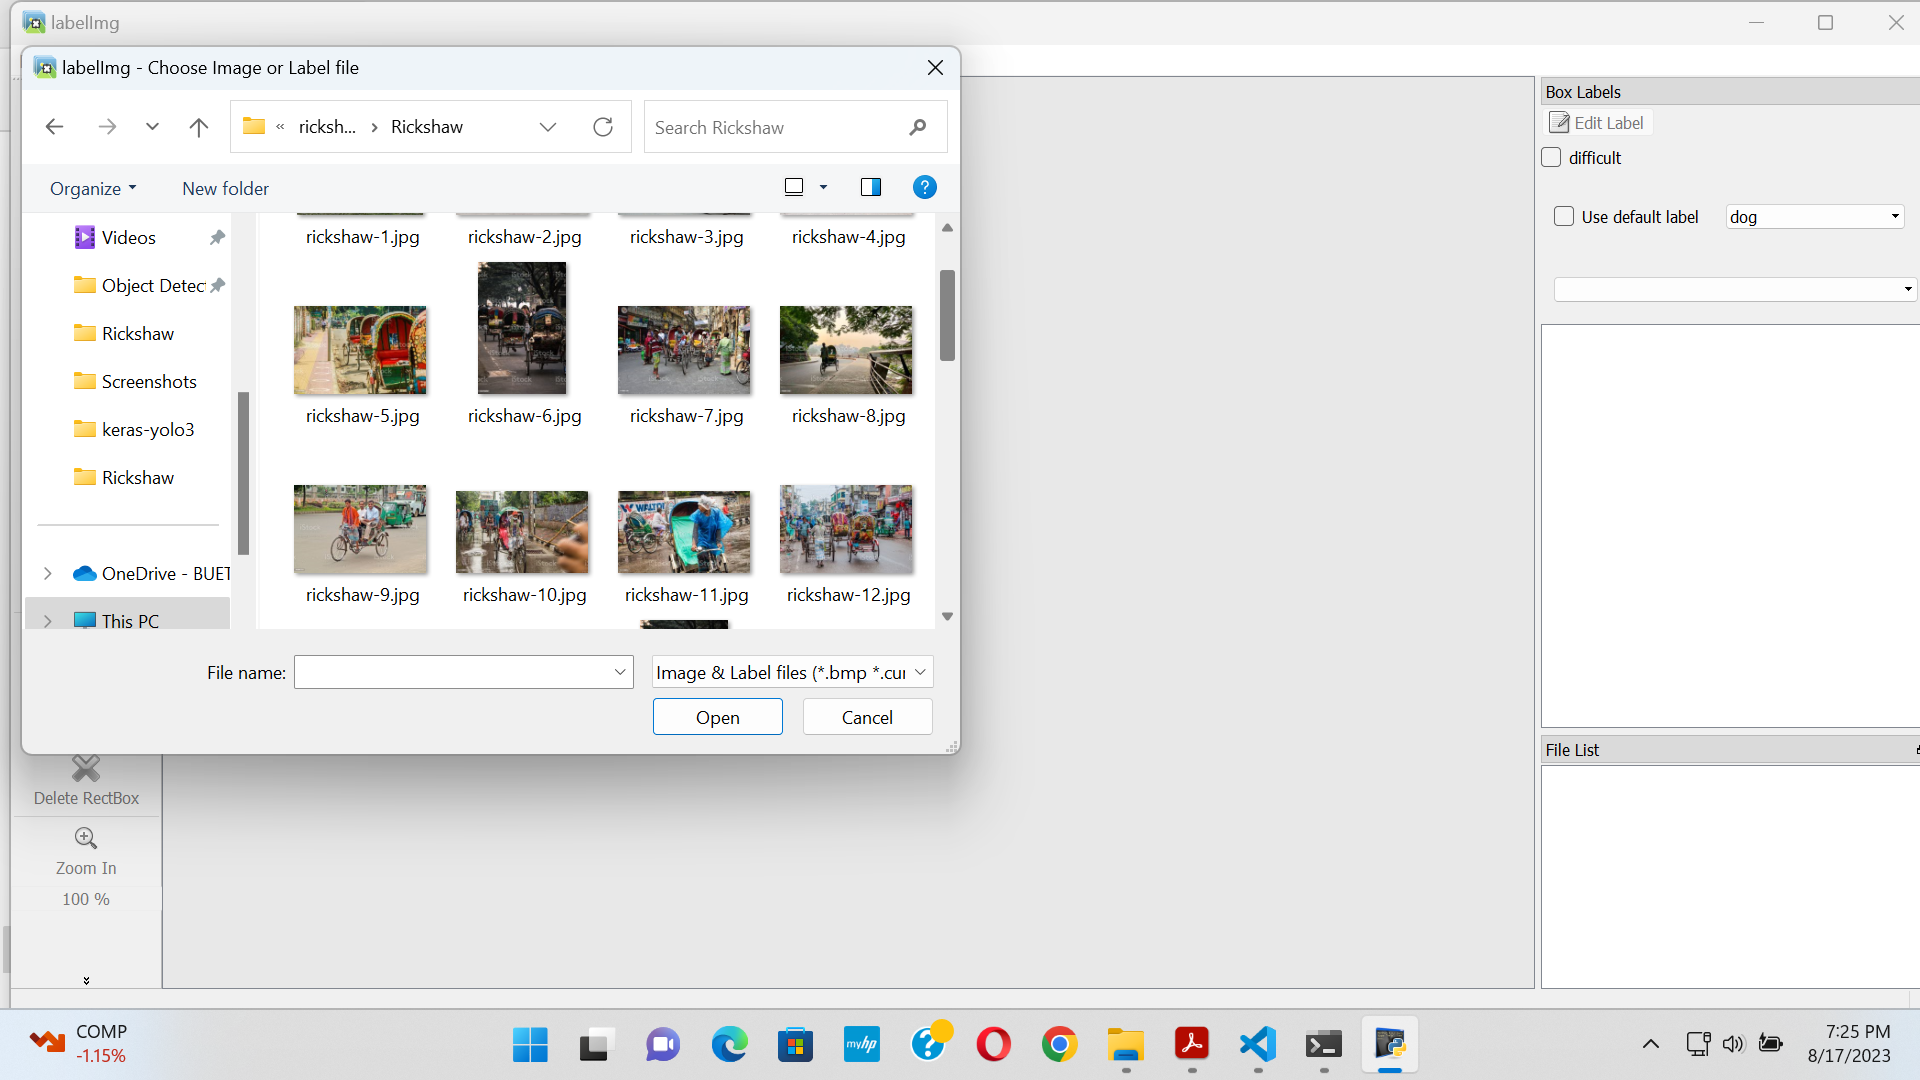 labelImg
labelImg - Choose Image or Label file
« ricksh... > Rickshaw
Search Rickshaw
Organize
New folder
Videos
Object Detec
Rickshaw
Screenshots
keras-yolo3
Rickshaw
OneDrive - BUET
This PC
rickshaw-1.jpg
rickshaw-2.jpg
rickshaw-3.jpg
rickshaw-4.jpg
rickshaw-5.jpg
rickshaw-6.jpg
rickshaw-7.jpg
rickshaw-8.jpg
rickshaw-9.jpg
rickshaw-10.jpg
rickshaw-11.jpg
rickshaw-12.jpg
File name:
Image & Label files (*.bmp *.cur
Open
Cancel
Delete RectBox
Zoom In
100 %
Box Labels
Edit Label
difficult
Use default label
dog
File List
COMP
-1.15%
myhp
7:25 PM
8/17/2023